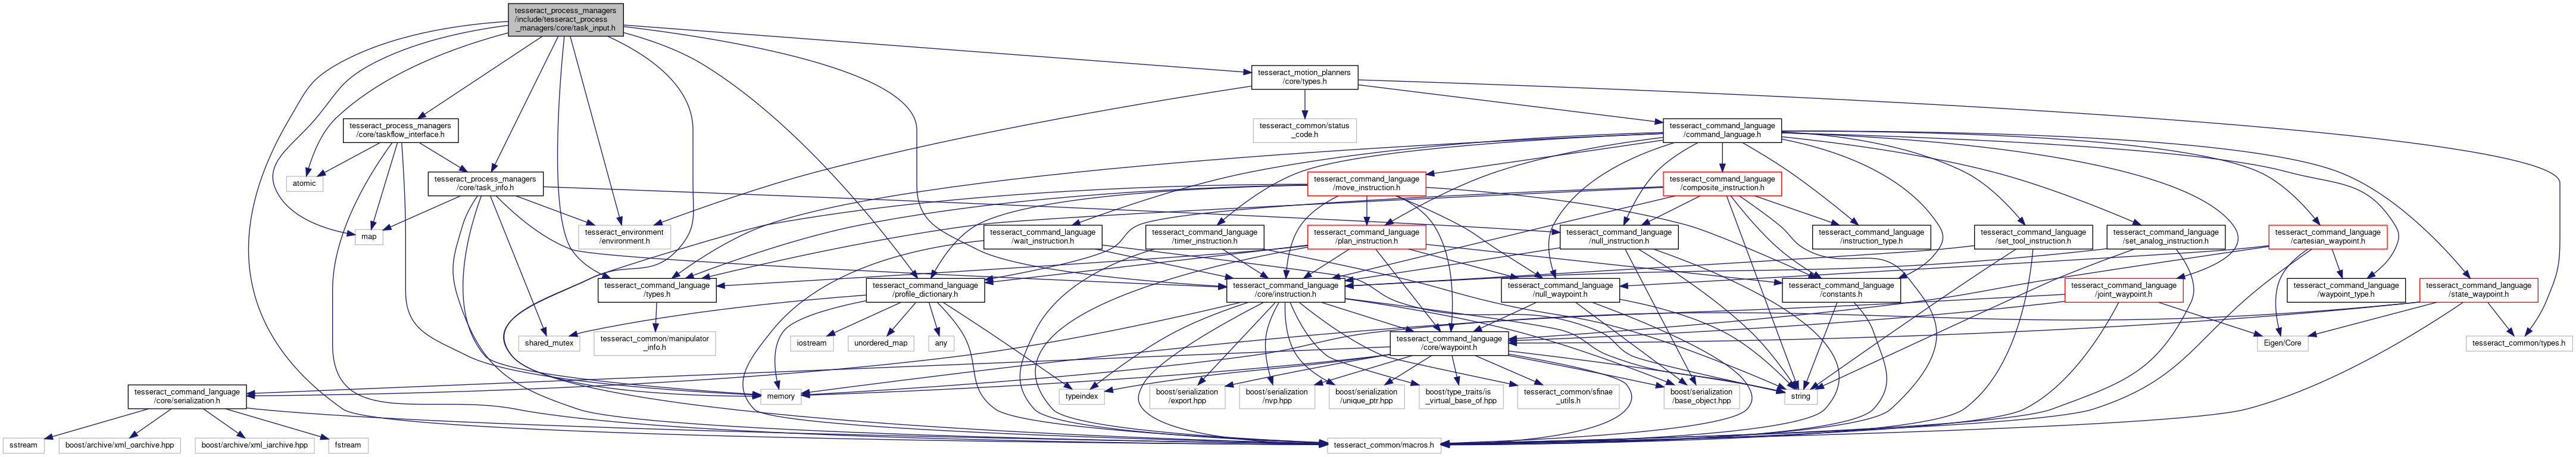 tesseract_process_managers
/include/tesseract_process
_managers/core/task_input.h
tesseract_motion_planners
/core/types.h
tesseract_process_managers
/core/taskflow_interface.h
tesseract_common/status
_code.h
tesseract_command_language
/command_language.h
atomic
tesseract_process_managers
/core/task_info.h
tesseract_command_language
/move_instruction.h
tesseract_command_language
/composite_instruction.h
map
tesseract_environment
/environment.h
tesseract_command_language
/wait_instruction.h
tesseract_command_language
/timer_instruction.h
tesseract_command_language
/plan_instruction.h
tesseract_command_language
/null_instruction.h
tesseract_command_language
/instruction_type.h
tesseract_command_language
/set_tool_instruction.h
tesseract_command_language
/set_analog_instruction.h
tesseract_command_language
/cartesian_waypoint.h
tesseract_command_language
/types.h
tesseract_command_language
/profile_dictionary.h
tesseract_command_language
/core/instruction.h
tesseract_command_language
/null_waypoint.h
tesseract_command_language
/constants.h
tesseract_command_language
/joint_waypoint.h
tesseract_command_language
/waypoint_type.h
tesseract_command_language
/state_waypoint.h
shared_mutex
tesseract_common/manipulator
_info.h
iostream
unordered_map
any
tesseract_command_language
/core/waypoint.h
Eigen/Core
tesseract_common/types.h
tesseract_command_language
/core/serialization.h
memory
typeindex
boost/serialization
/export.hpp
boost/serialization
/nvp.hpp
boost/serialization
/unique_ptr.hpp
boost/type_traits/is
_virtual_base_of.hpp
tesseract_common/sfinae
_utils.h
boost/serialization
/base_object.hpp
string
sstream
boost/archive/xml_oarchive.hpp
boost/archive/xml_iarchive.hpp
fstream
tesseract_common/macros.h